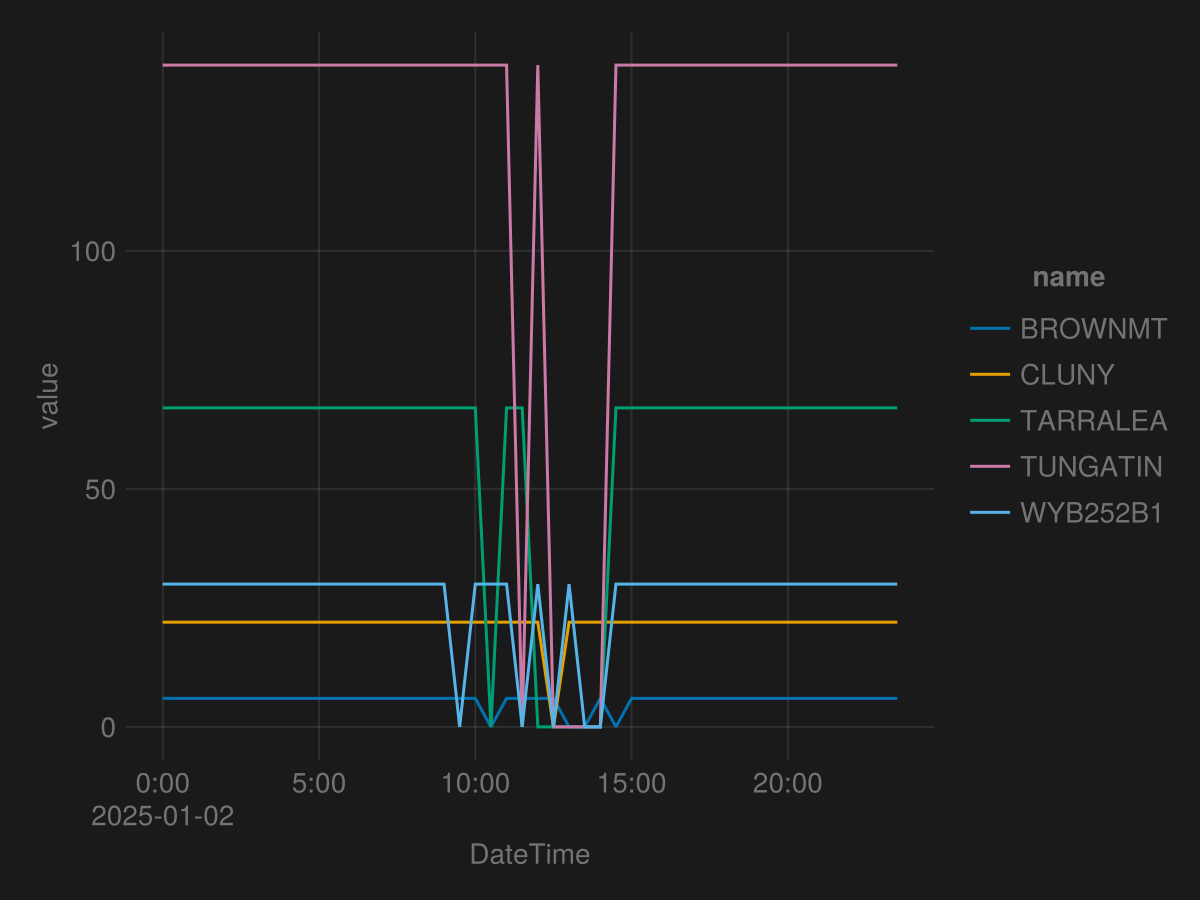 100
50
0
value
0:00
5:00
10:00
15:00
20:00
2025-01-02
DateTime
name
BROWNMT
CLUNY
TARRALEA
TUNGATIN
WYB252B1